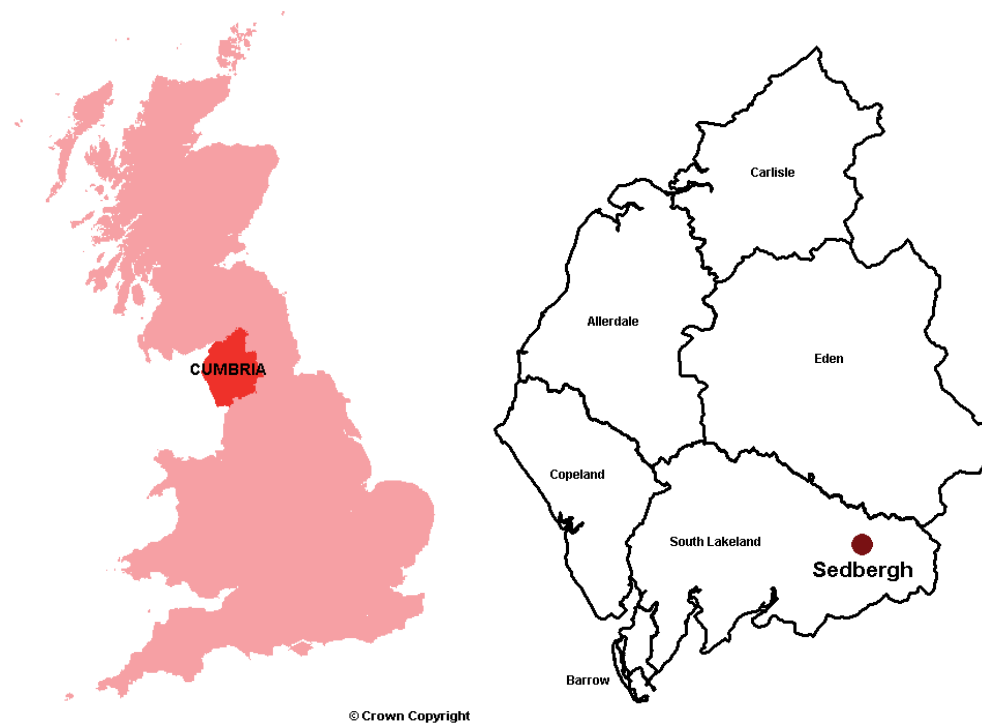 CUMBRIA
© Crown Copyright
Carlisle
Allerdale
Eden
Copeland
South Lakeland
Sedbergh
Barrow